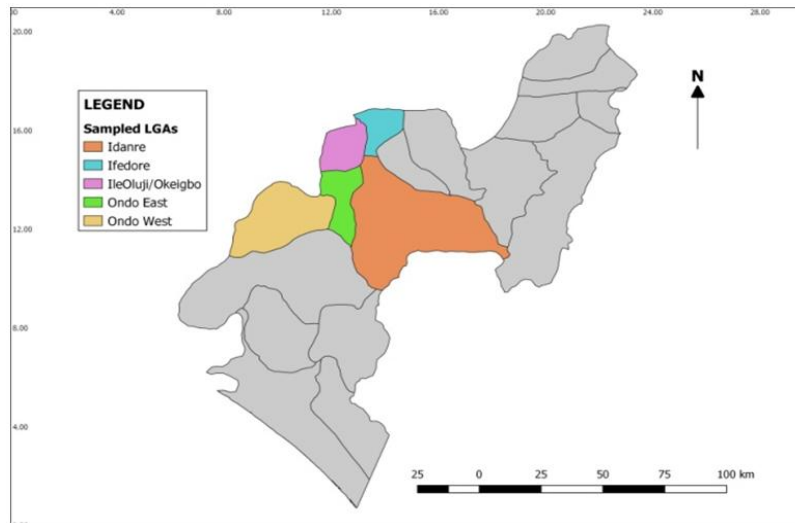 4.00 8.00 12.00 16.00 20.00 24.00 28.00
20.00
N
LEGEND
Sampled LGAs
Idanre
Ifedore
IleOluji/Okeigbo
Ondo East
Ondo West
16.00
12.00
8.00
4.00
25 0 25 50 75 100 km